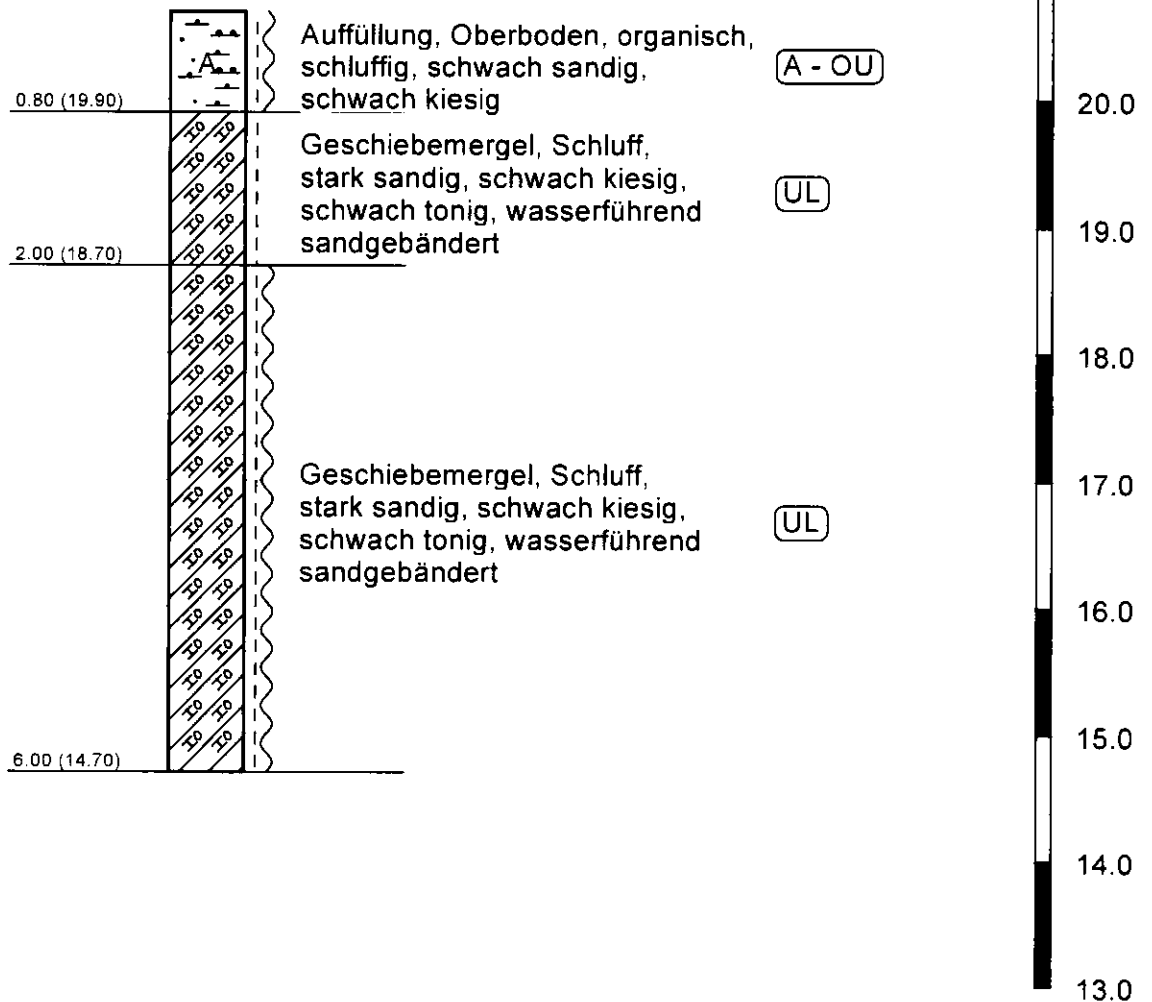 Auffüllung, Oberboden, organisch,
schluffig, schwach sandig,
schwach kiesig
A - OU
A
0.80 (19.90)
Geschiebemergel, Schluff,
stark sandig, schwach kiesig,
schwach tonig, wasserführend
sandgebändert
UL
2.00 (18.70)
Geschiebemergel, Schluff,
stark sandig, schwach kiesig,
schwach tonig, wasserführend
sandgebändert
UL
6.00 (14.70)
20.0
19.0
18.0
17.0
16.0
15.0
14.0
13.0